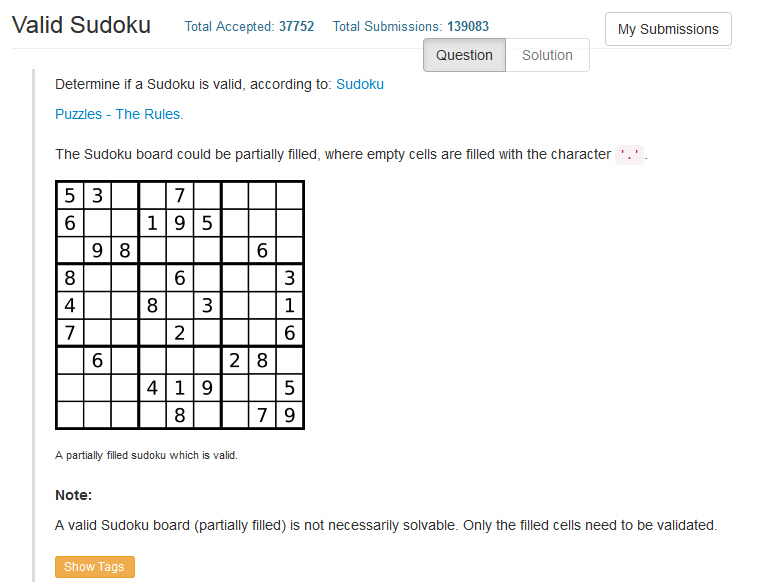 Valid Sudoku Total Accepted: 37752 Total Submissions: 139083 My Submissions
Question Solution
Determine if a Sudoku is valid, according to: Sudoku
Puzzles - The Rules.
The Sudoku board could be partially filled, where empty cells are filled with the character '.'.
5 3 7
6 1 9 5
9 8 6
8 6 3
4 8 3 1
7 2 6
6 2 8
4 1 9 5
8 7 9
A partially filled sudoku which is valid.
Note:
A valid Sudoku board (partially filled) is not necessarily solvable. Only the filled cells need to be validated.
Show Tags